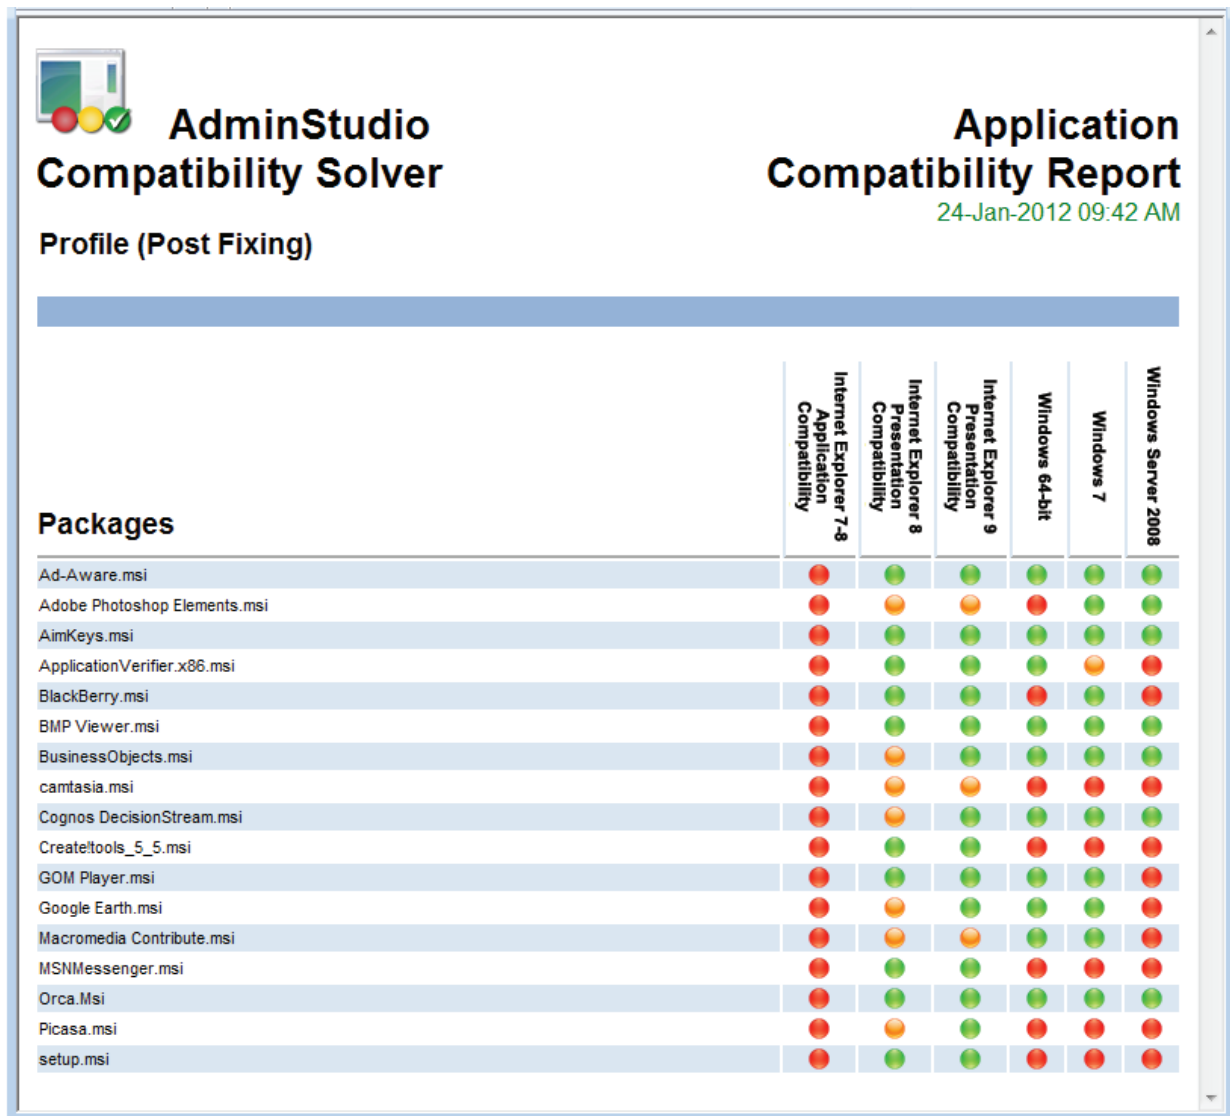 AdminStudio
Compatibility Solver
Application
Compatibility Report
24-Jan-2012 09:42 AM
Profile (Post Fixing)
Internet Explorer 7-8
Application
Compatibility
Internet Explorer 8
Presentation
Compatibility
Internet Explorer 9
Presentation
Compatibility
Windows 64-bit
Windows 7
Windows Server 2008
Packages
Ad-Aware.msi
Adobe Photoshop Elements.msi
AimKeys.msi
ApplicationVerifier.x86.msi
BlackBerry.msi
BMP Viewer.msi
BusinessObjects.msi
camtasia.msi
Cognos DecisionStream.msi
Create!tools_5_5.msi
GOM Player.msi
Google Earth.msi
Macromedia Contribute.msi
MSNMessenger.msi
Orca.Msi
Picasa.msi
setup.msi